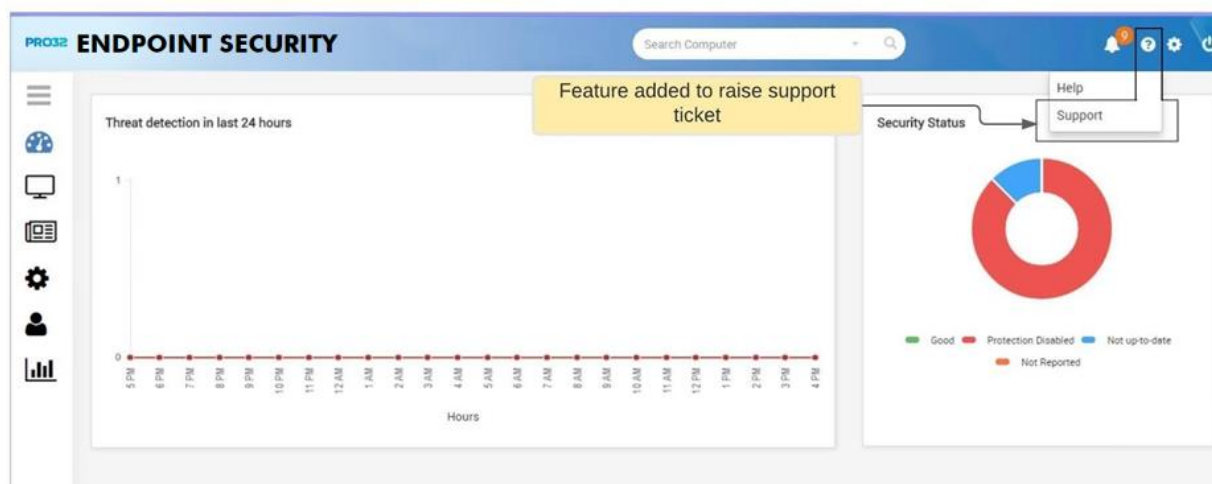 PRO32 ENDPOINT SECURITY
Search Computer
9
Help
Support
Feature added to raise support
ticket
Threat detection in last 24 hours
1
0
5 PM
6 PM
7 PM
8 PM
9 PM
10 PM
11 PM
12 AM
1 AM
2 AM
3 AM
4 AM
5 AM
6 AM
7 AM
8 AM
9 AM
10 AM
11 AM
12 PM
1 PM
2 PM
3 PM
4 PM
Hours
Security Status
Good
Protection Disabled
Not up-to-date
Not Reported